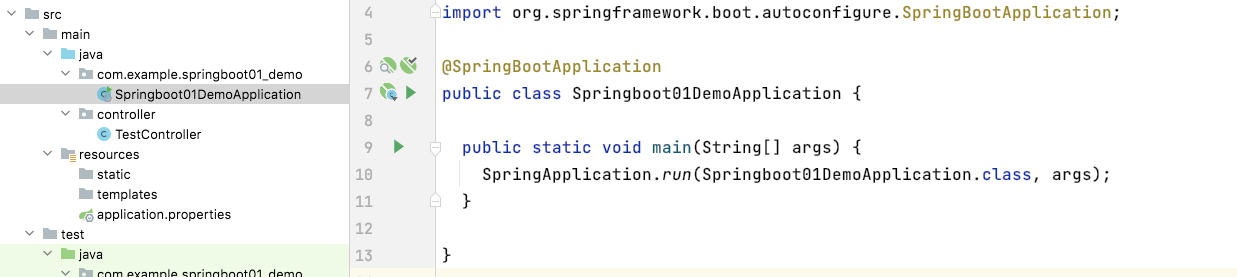 src
main
java
com.example.springboot01_demo
Springboot01DemoApplication
controller
TestController
resources
static
templates
application.properties
test
java
com.example.springboot01_demo
4 import org.springframework.boot.autoconfigure.SpringBootApplication;
5
6 @SpringBootApplication
7 public class Springboot01DemoApplication {
8
9 public static void main(String[] args) {
10 SpringApplication.run(Springboot01DemoApplication.class, args);
11 }
12
13 }